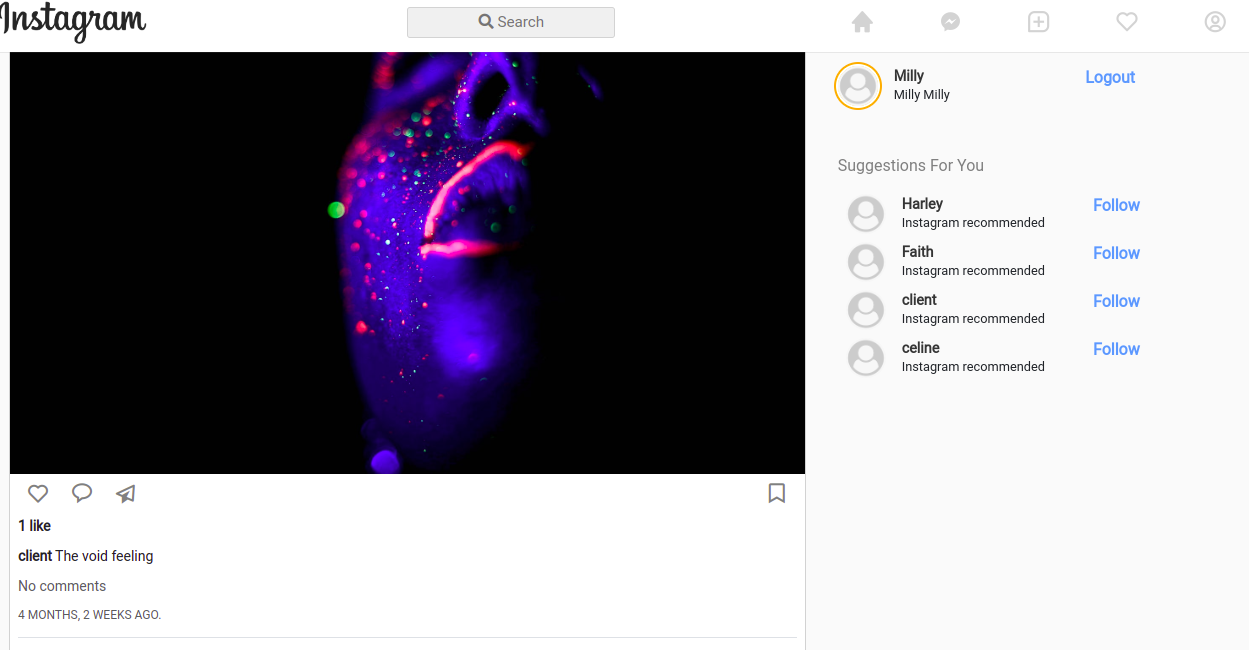 Instagram
Search
Milly
Milly Milly
Logout
Suggestions For You
Harley
Instagram recommended
Follow
Faith
Instagram recommended
Follow
client
Instagram recommended
Follow
celine
Instagram recommended
Follow
1 like
client The void feeling
No comments
4 MONTHS, 2 WEEKS AGO.